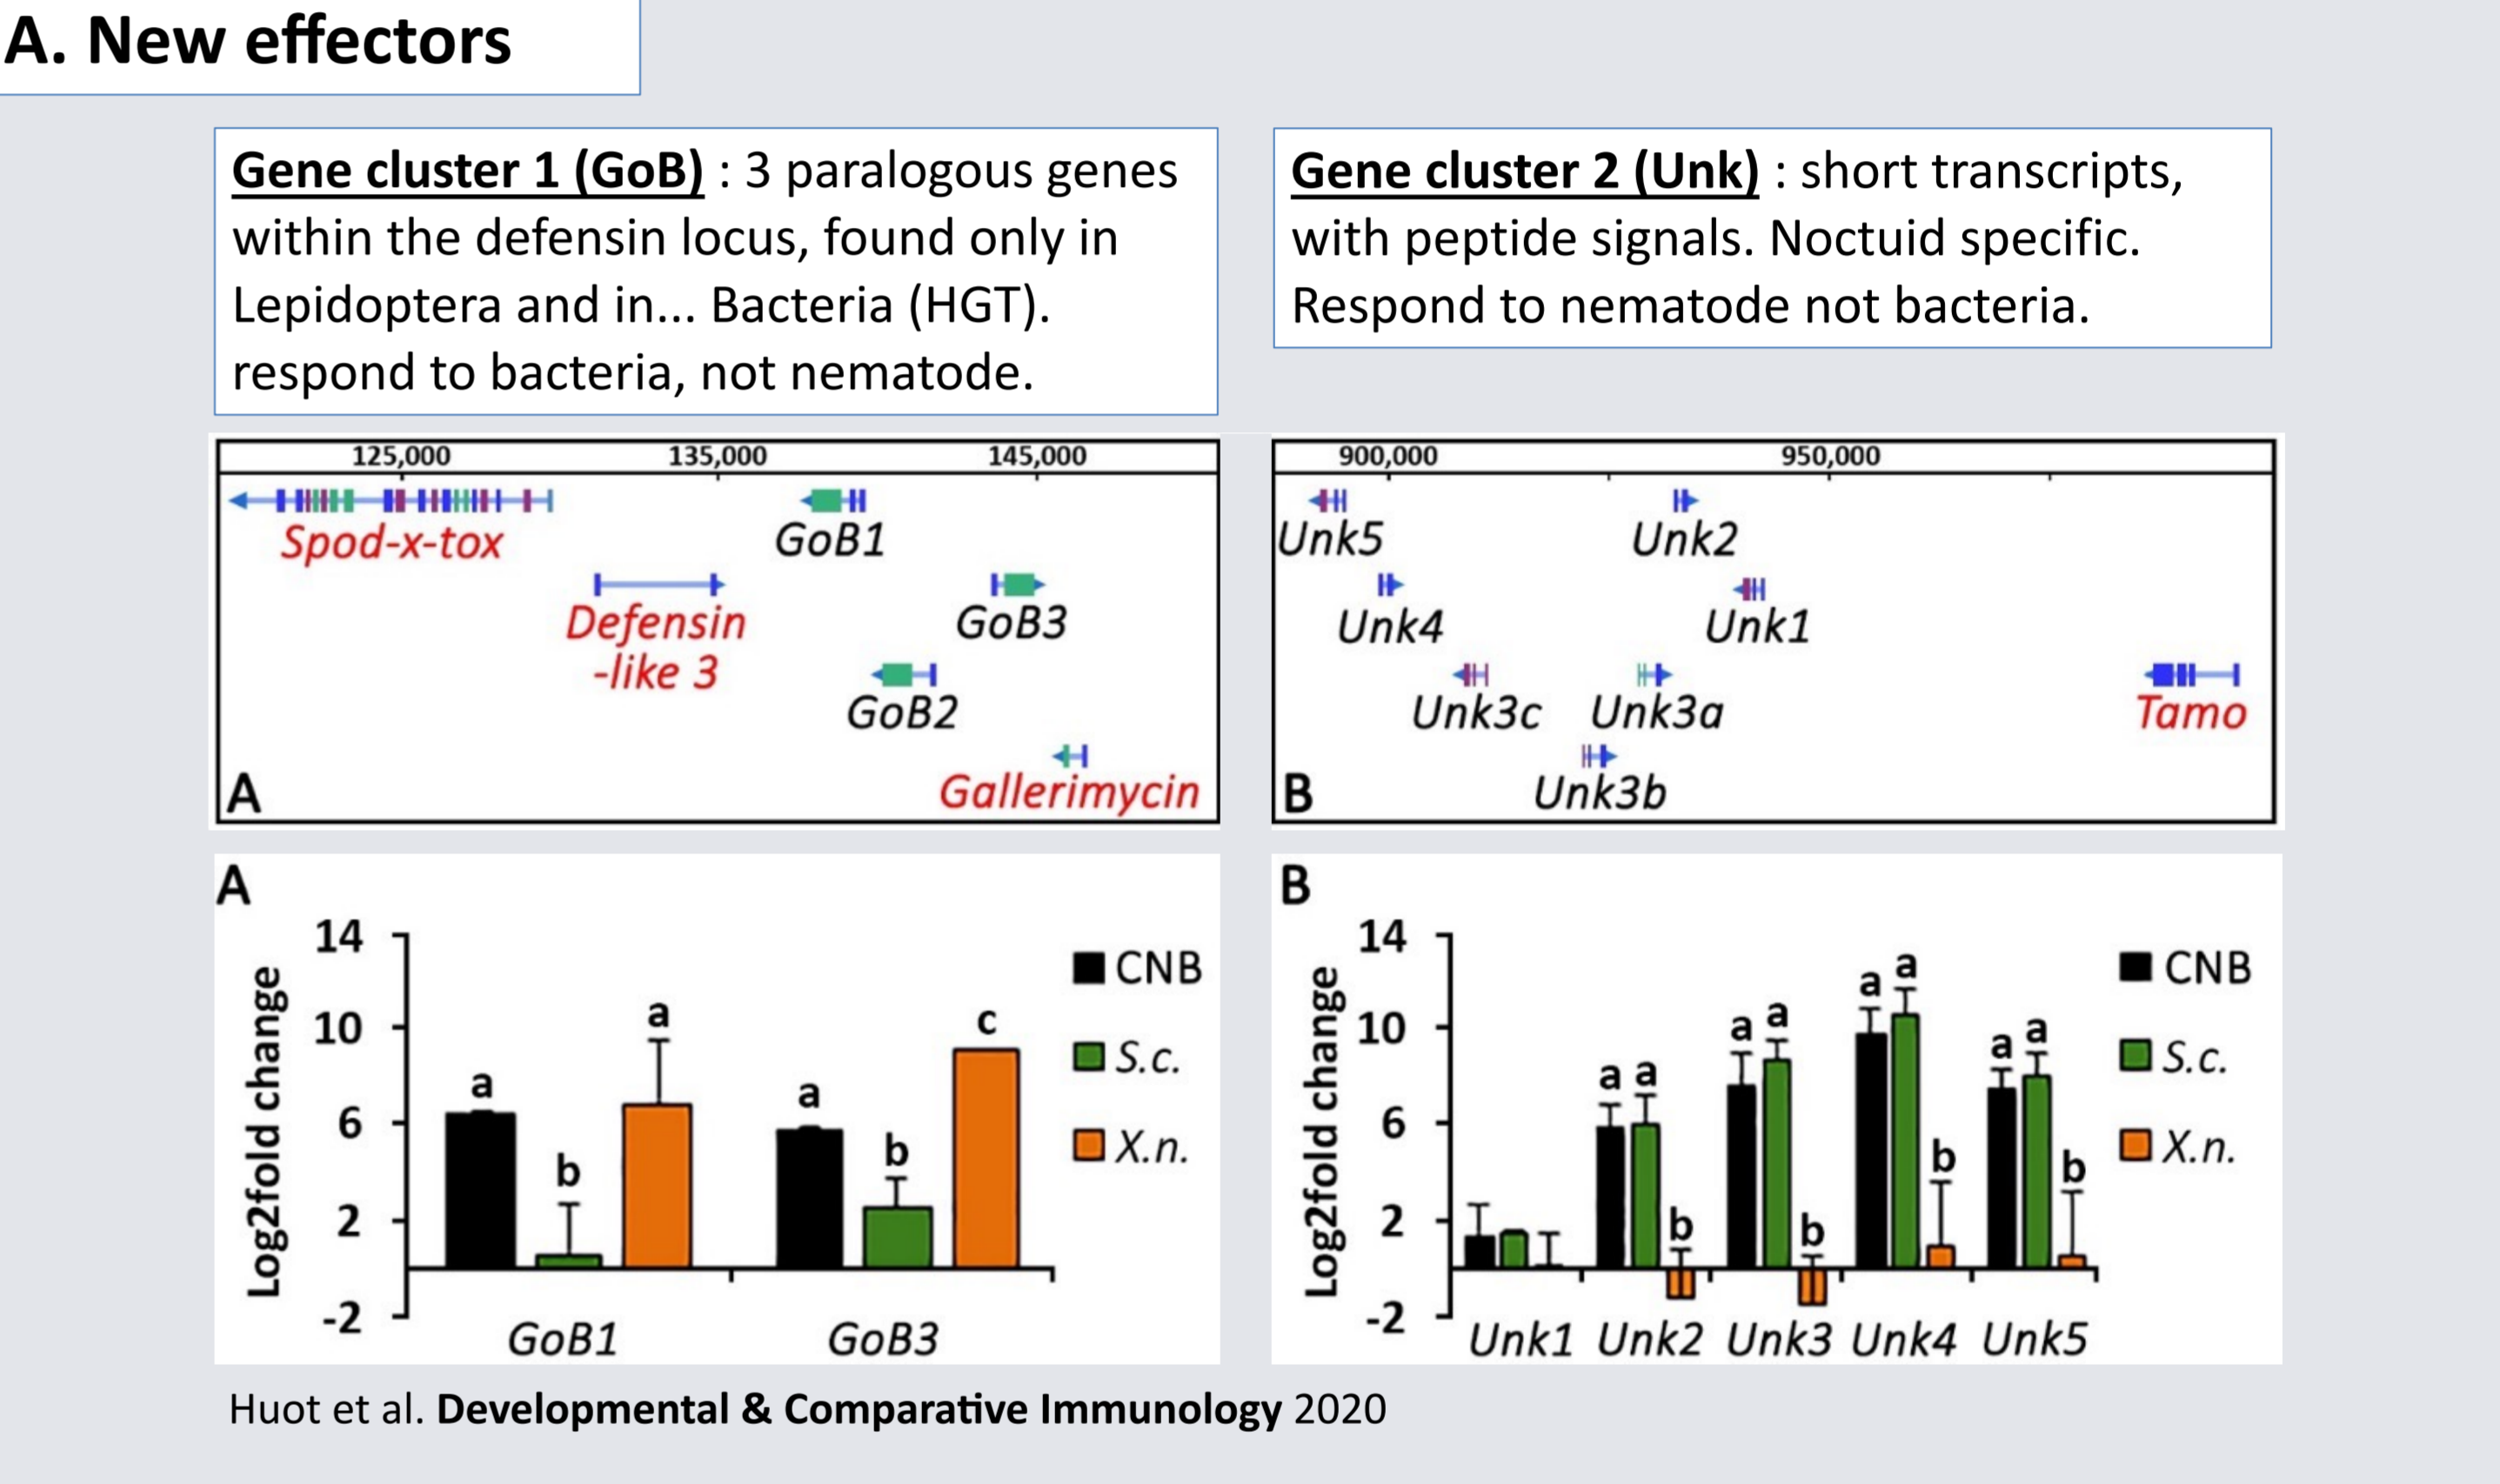 A. New effectors
Gene cluster 1 (GoB) : 3 paralogous genes
within the defensin locus, found only in
Lepidoptera and in... Bacteria (HGT).
respond to bacteria, not nematode.
Gene cluster 2 (Unk) : short transcripts,
with peptide signals. Noctuid specific.
Respond to nematode not bacteria.
125,000 135,000 145,000
Spod-x-tox
GoB1
Defensin
-like 3
GoB3
GoB2
Gallerimycin
A
900,000 950,000
Unk5 Unk2
Unk4 Unk1
Unk3c Unk3a Tamo
Unk3b
B
A
Log2fold change
14
10
6
2
-2
a
b
a
a
b
c
GoB1 GoB3
CNB
S.c.
X.n.
B
Log2fold change
14
10
6
2
-2
a a b
a a b
a a b
a a b
Unk1 Unk2 Unk3 Unk4 Unk5
CNB
S.c.
X.n.
Huot et al. Developmental & Comparative Immunology 2020